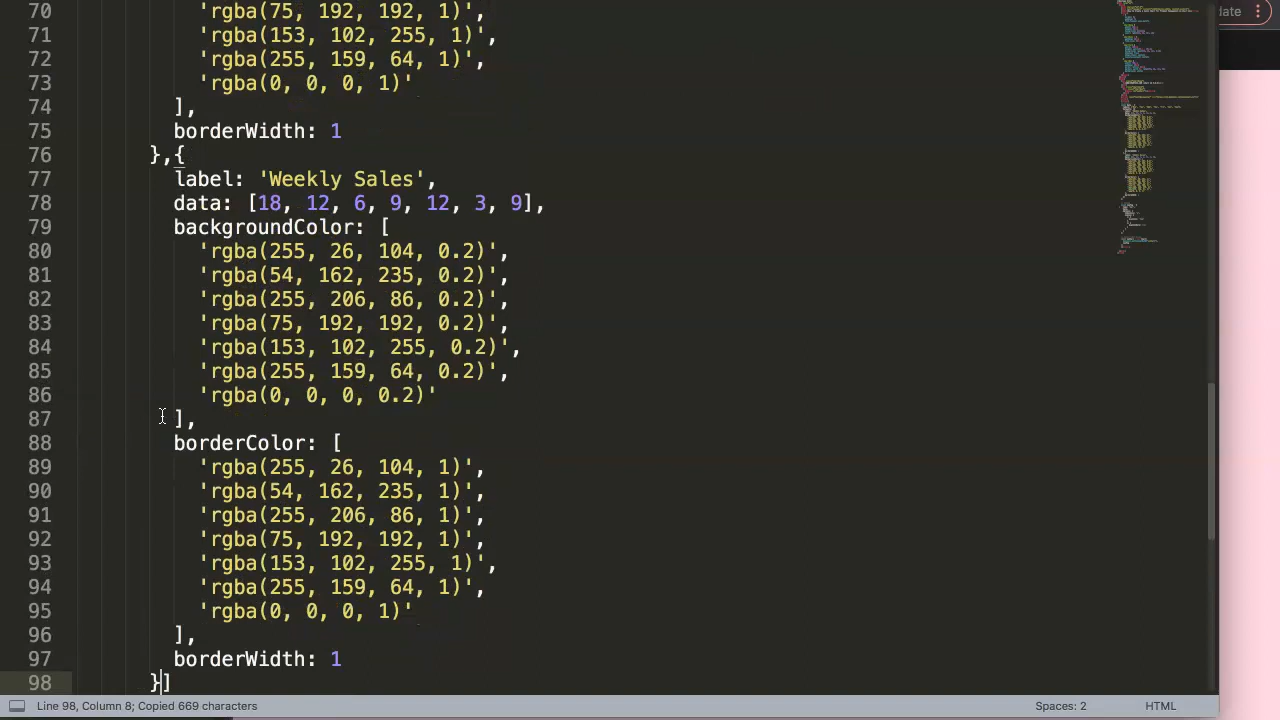 date
70 'rgba(75, 192, 192, 1)',
71 'rgba(153, 102, 255, 1)',
72 'rgba(255, 159, 64, 1)',
73 'rgba(0, 0, 0, 1)'
74 ],
75 borderWidth: 1
76 },{
77 label: 'Weekly Sales',
78 data: [18, 12, 6, 9, 12, 3, 9],
79 backgroundColor: [
80 'rgba(255, 26, 104, 0.2)',
81 'rgba(54, 162, 235, 0.2)',
82 'rgba(255, 206, 86, 0.2)',
83 'rgba(75, 192, 192, 0.2)',
84 'rgba(153, 102, 255, 0.2)',
85 'rgba(255, 159, 64, 0.2)',
86 'rgba(0, 0, 0, 0.2)'
87 ],
88 borderColor: [
89 'rgba(255, 26, 104, 1)',
90 'rgba(54, 162, 235, 1)',
91 'rgba(255, 206, 86, 1)',
92 'rgba(75, 192, 192, 1)',
93 'rgba(153, 102, 255, 1)',
94 'rgba(255, 159, 64, 1)',
95 'rgba(0, 0, 0, 1)'
96 ],
97 borderWidth: 1
98 }]
Line 98, Column 8; Copied 669 characters Spaces: 2 HTML